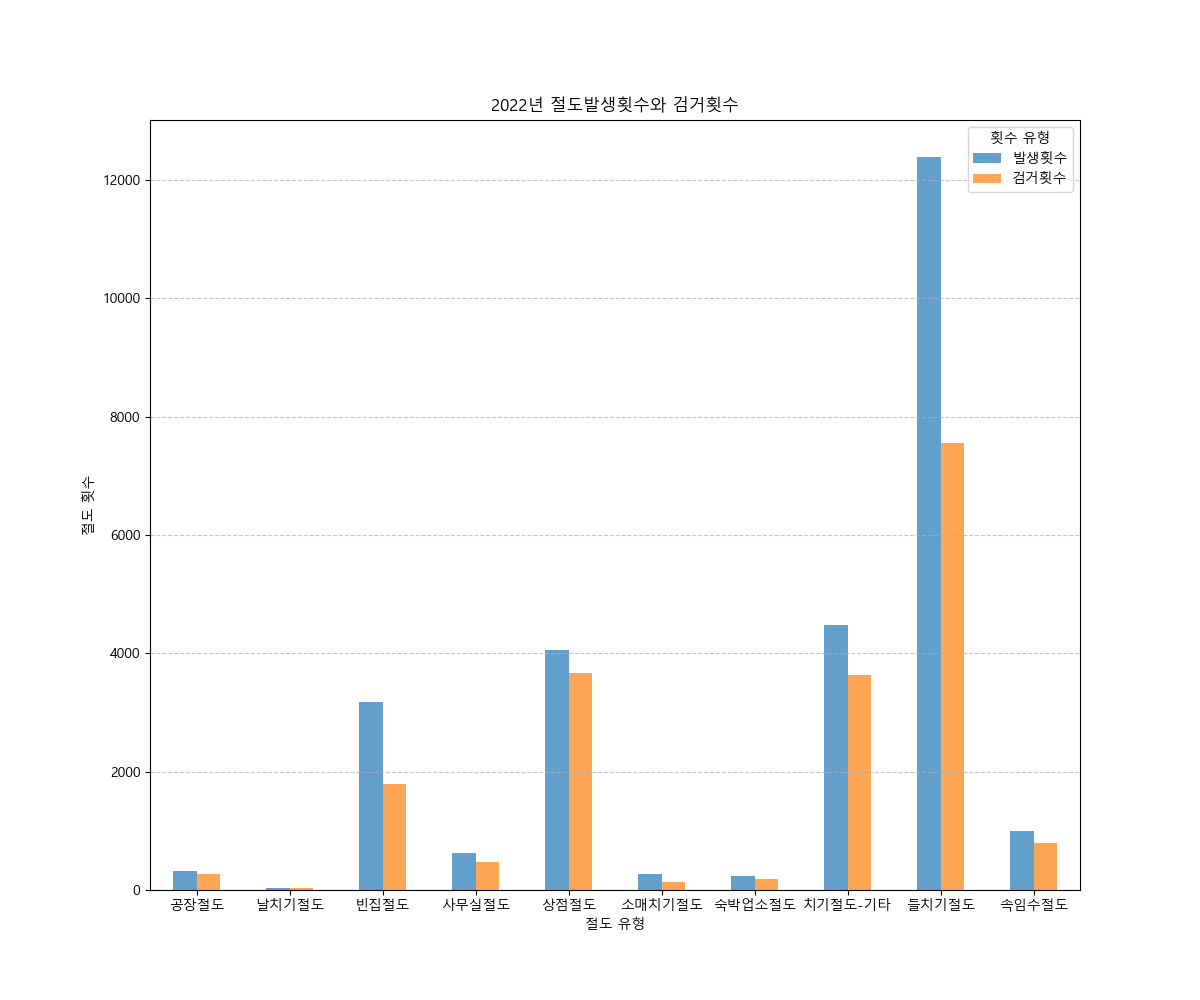 2022년 절도발생횟수와 검거횟수
횟수 유형
발생횟수
검거횟수
12000
10000
8000
6000
4000
2000
0
절도 횟수
공장절도 날치기절도 빈집절도 사무실절도 상점절도 소매치기절도 숙박업소절도 치기절도-기타 들치기절도 속임수절도
절도 유형